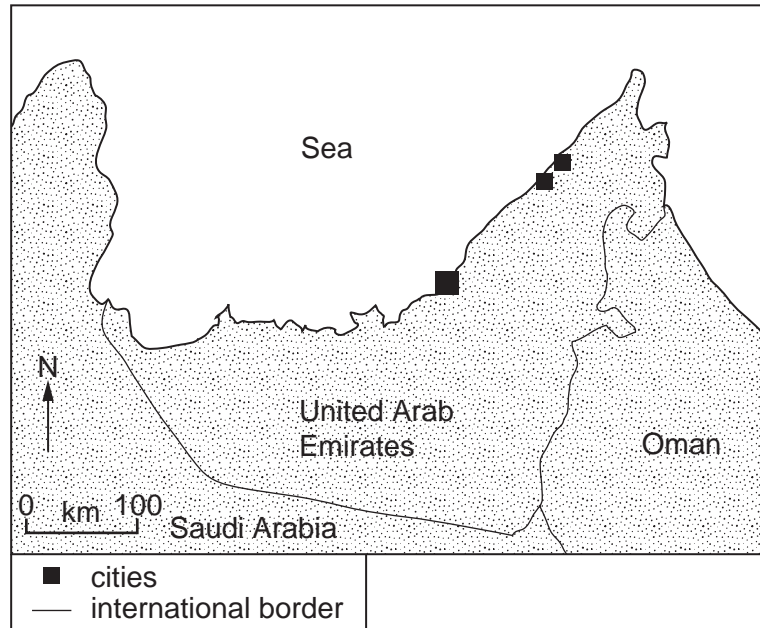 Sea
N
United Arab
Emirates
Oman
0 km 100
Saudi Arabia
cities
international border